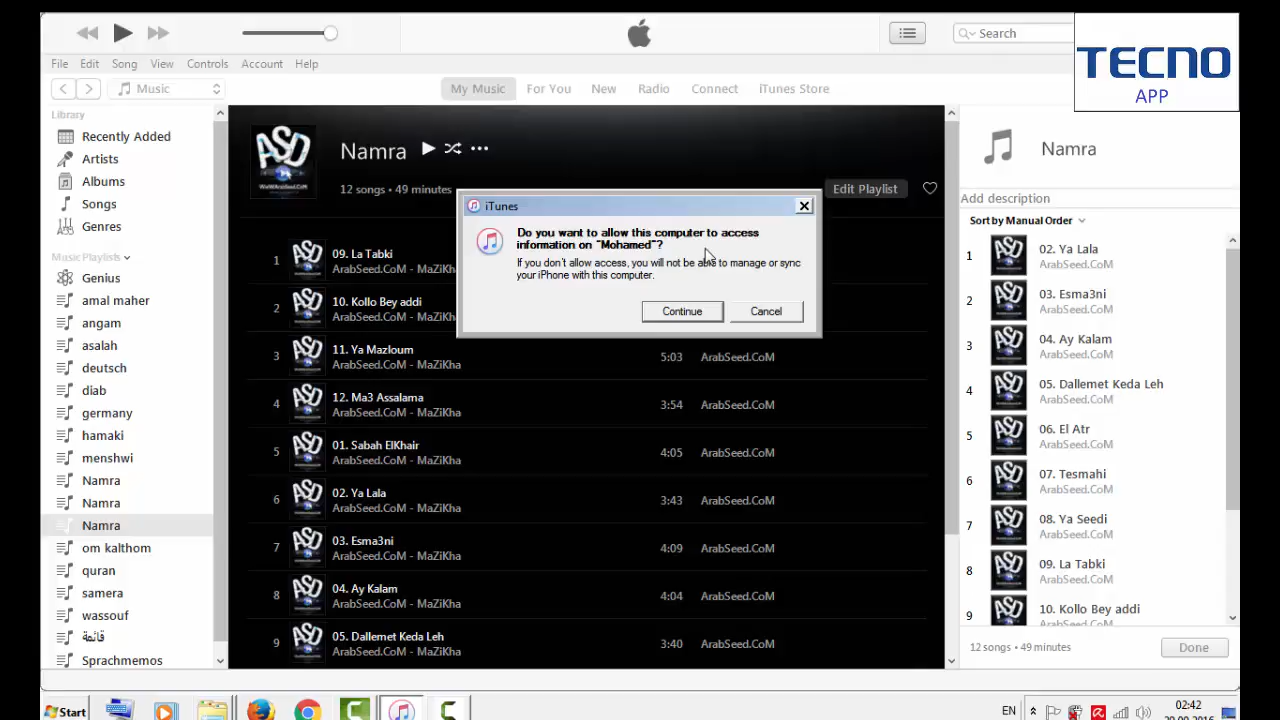 Search
TECNO
APP
File Edit Song View Controls Account Help
Music
My Music For You New Radio Connect iTunes Store
Library
Recently Added
Artists
Albums
Songs
Genres
Music Playlists
Genius
amal maher
angam
asalah
deutsch
diab
germany
hamaki
menshwi
Namra
Namra
Namra
om kalthom
quran
samera
wassouf
قائمة
Sprachmemos
ASD
Namra
12 songs • 49 minutes
Edit Playlist
iTunes
Do you want to allow this computer to access
information on "Mohamed"?
If you don't allow access, you will not be able to manage or sync
your iPhone with this computer.
Continue Cancel
1 09. La Tabki
ArabSeed.CoM - MaZiKha
2 10. Kollo Bey addi
ArabSeed.CoM - MaZiKha
3 11. Ya Mazloum 5:03 ArabSeed.CoM
ArabSeed.CoM - MaZiKha
4 12. Ma3 Assalama 3:54 ArabSeed.CoM
ArabSeed.CoM - MaZiKha
5 01. Sabah ElKhair 4:05 ArabSeed.CoM
ArabSeed.CoM - MaZiKha
6 02. Ya Lala 3:43 ArabSeed.CoM
ArabSeed.CoM - MaZiKha
7 03. Esma3ni 4:09 ArabSeed.CoM
ArabSeed.CoM - MaZiKha
8 04. Ay Kalam 4:04 ArabSeed.CoM
ArabSeed.CoM - MaZiKha
9 05. Dallemet Keda Leh 3:40 ArabSeed.CoM
ArabSeed.CoM - MaZiKha
Namra
Add description
Sort by Manual Order
1 02. Ya Lala
ArabSeed.CoM
2 03. Esma3ni
ArabSeed.CoM
3 04. Ay Kalam
ArabSeed.CoM
4 05. Dallemet Keda Leh
ArabSeed.CoM
5 06. El Atr
ArabSeed.CoM
6 07. Tesmahi
ArabSeed.CoM
7 08. Ya Seedi
ArabSeed.CoM
8 09. La Tabki
ArabSeed.CoM
9 10. Kollo Bey addi
ArabSeed.CoM
12 songs • 49 minutes
Done
Start
EN
02:42